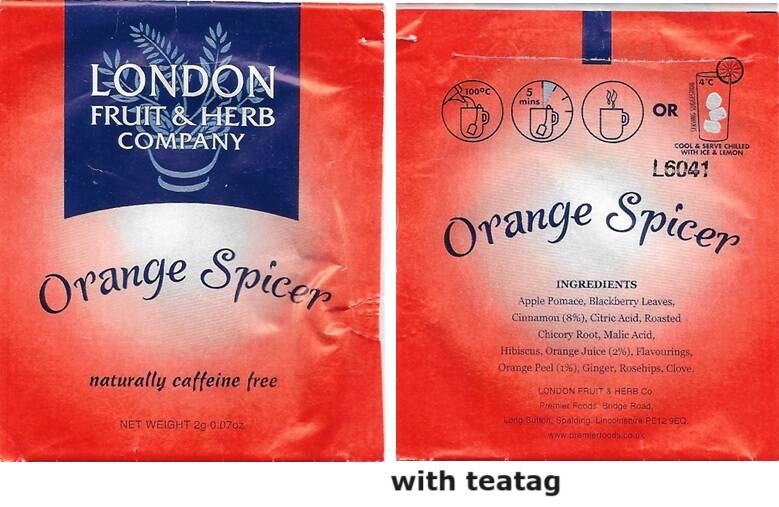 LONDON
FRUIT & HERB
COMPANY
Orange Spicer
naturally caffeine free
NET WEIGHT 2g 0.07oz
100ºC
5
mins
OR
4°C
SERVING SUGGESTION
COOL & SERVE CHILLED
WITH ICE & LEMON
L6041
Orange Spicer
INGREDIENTS
Apple Pomace, Blackberry Leaves,
Cinnamon (8%), Citric Acid, Roasted
Chicory Root, Malic Acid,
Hibiscus, Orange Juice (2%), Flavourings,
Orange Peel (1%), Ginger, Rosehips, Clove.
LONDON FRUIT & HERB Co.
Premier Foods, Bridge Road,
Long Sutton, Spalding, Lincolnshire PE12 9EQ.
www.premierfoods.co.uk
with teatag